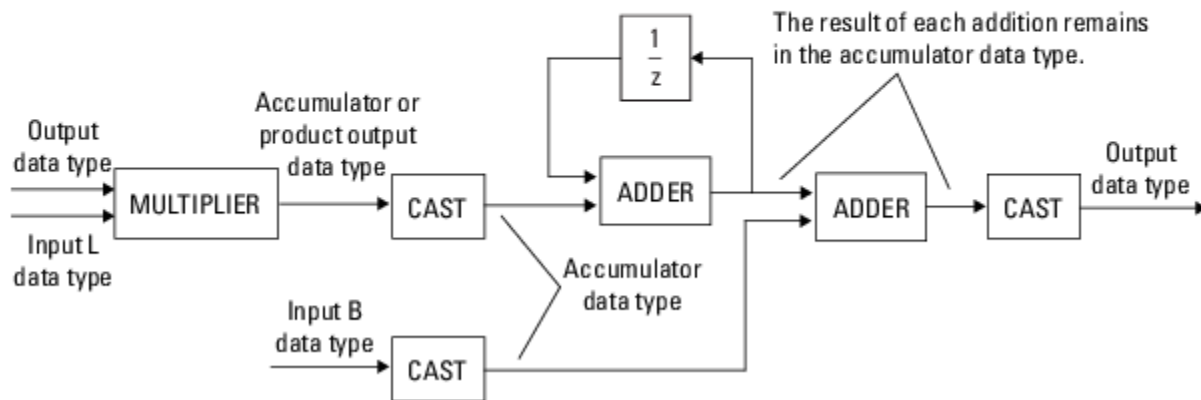 The result of each addition remains
in the accumulator data type.
1
z
Accumulator or
product output
data type
Output
data type
MULTIPLIER
CAST
ADDER
ADDER
CAST
Output
data type
Input L
data type
Accumulator
data type
Input B
data type
CAST